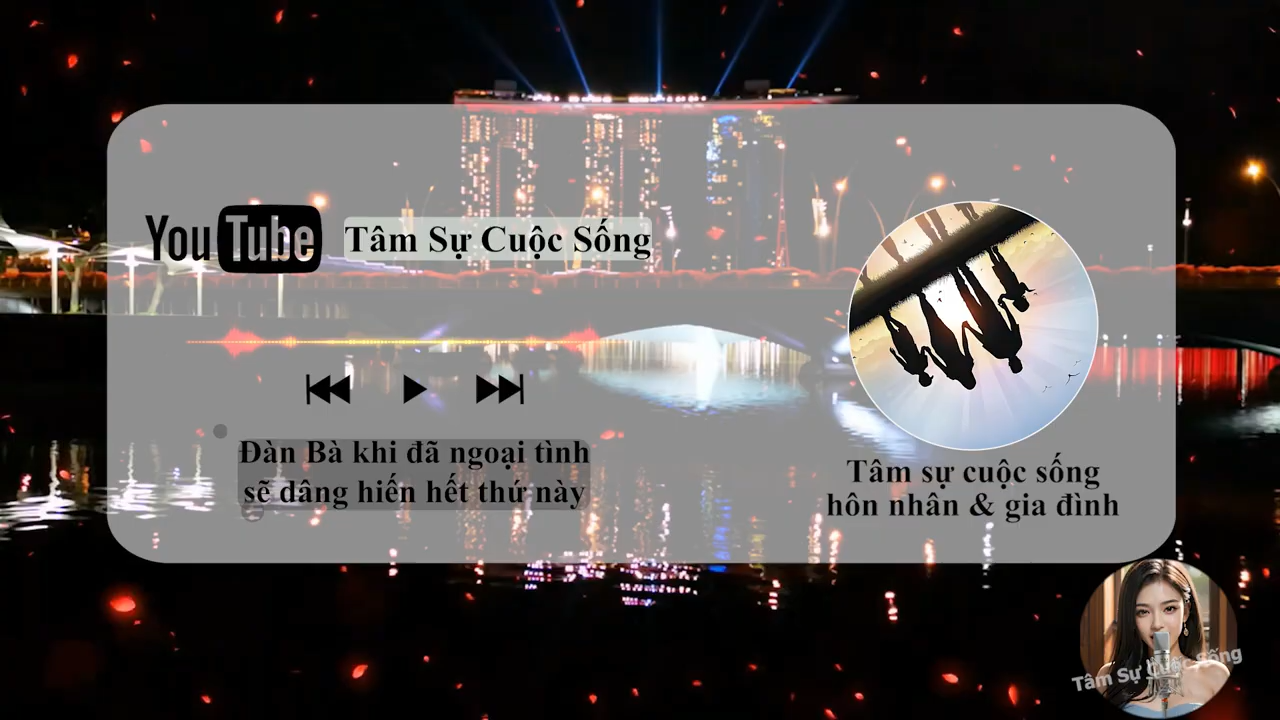 YouTube
Tâm Sự Cuộc Sống
Đàn Bà khi đã ngoại tình
sẽ dâng hiến hết thứ này
Tâm sự cuộc sống
hôn nhân & gia đình
Tâm Sự Cuộc Sống